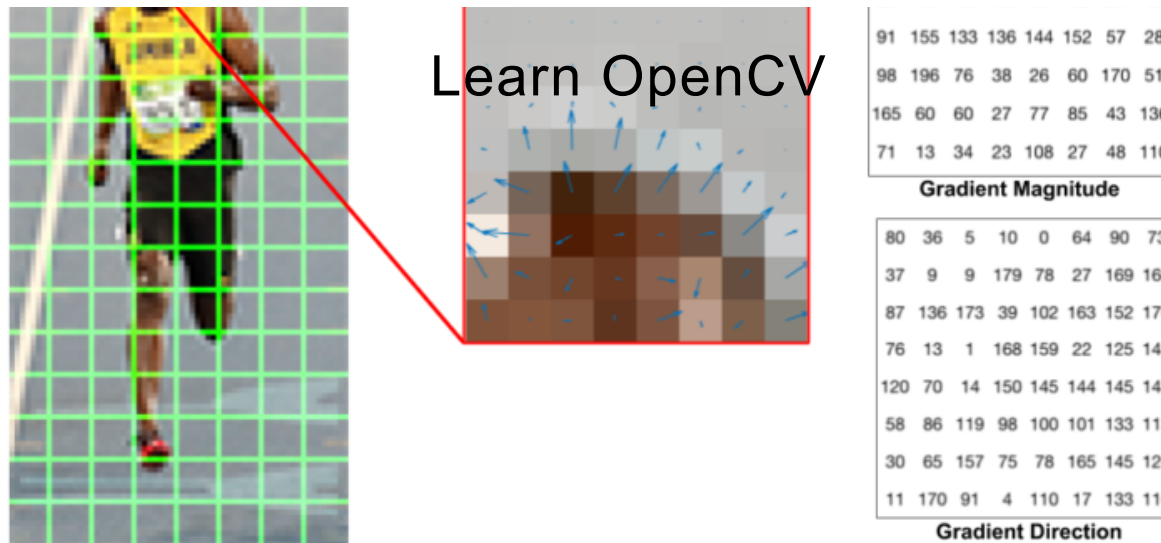 Learn OpenCV
91 155 133 136 144 152 57
98 196 76 38 26 60 170 51
165 60 60 27 77 85 43
71 13 34 23 108 27 48
Gradient Magnitude
80 36 5 10 0 64 90
37 9 9 179 78 27 169
87 136 173 39 102 163 152
76 13 1 168 159 22 125
120 70 14 150 145 144 145
58 86 119 98 100 101 133
30 65 157 75 78 165 145
11 170 91 4 110 17 133
Gradient Direction